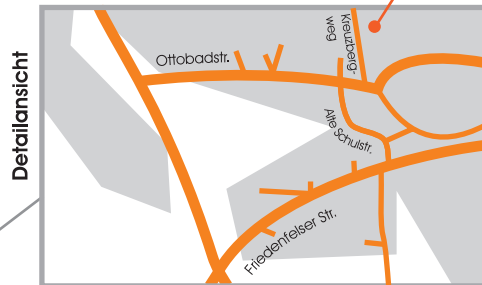 Detailansicht
Ottobadstr.
Kreuzberg-
weg
Alte Schulstr.
Friedenfelser Str.